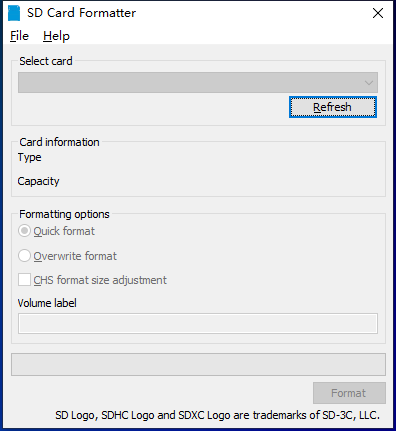 SD Card Formatter
File Help
Select card
Refresh
Card information
Type
Capacity
Formatting options
Quick format
Overwrite format
CHS format size adjustment
Volume label
Format
SD Logo, SDHC Logo and SDXC Logo are trademarks of SD-3C, LLC.